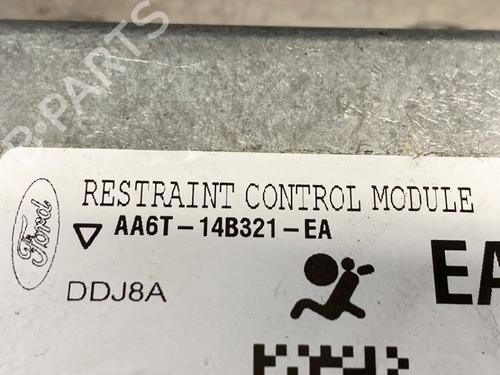 B-PARTS
RESTRAINT CONTROL MODULE
Ford
AA6T-14B321-EA
EA
DDJ8A